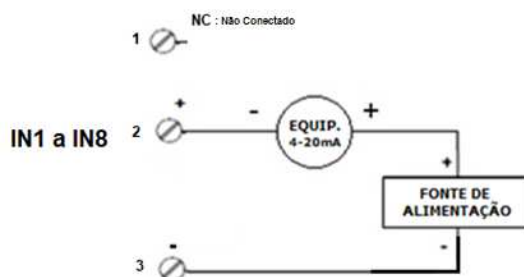 NC : Não Conectado
1
+
-
+
IN1 a IN8
2
EQUIP.
4-20mA
+
FONTE DE
ALIMENTAÇÃO
-
-
3